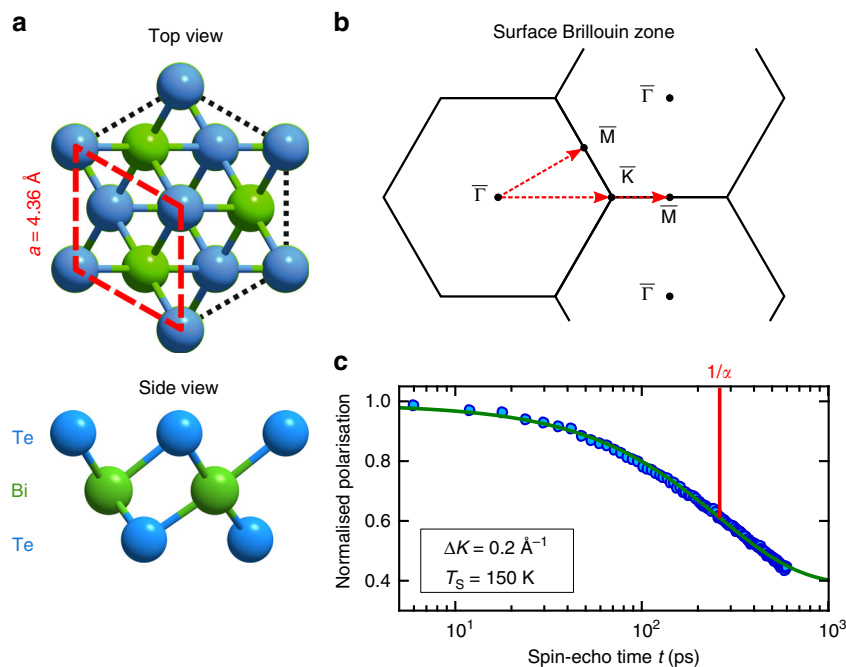 a
Top view
a = 4.36 Å
Side view
Te
Bi
Te
b
Surface Brillouin zone
Γ̅
M̅
K̅
Γ̅
M̅
Γ̅
c
1/α
Normalised polarisation
1.0
0.8
0.6
0.4
ΔK = 0.2 Å⁻¹
T_S = 150 K
10¹
10²
10³
Spin-echo time t (ps)